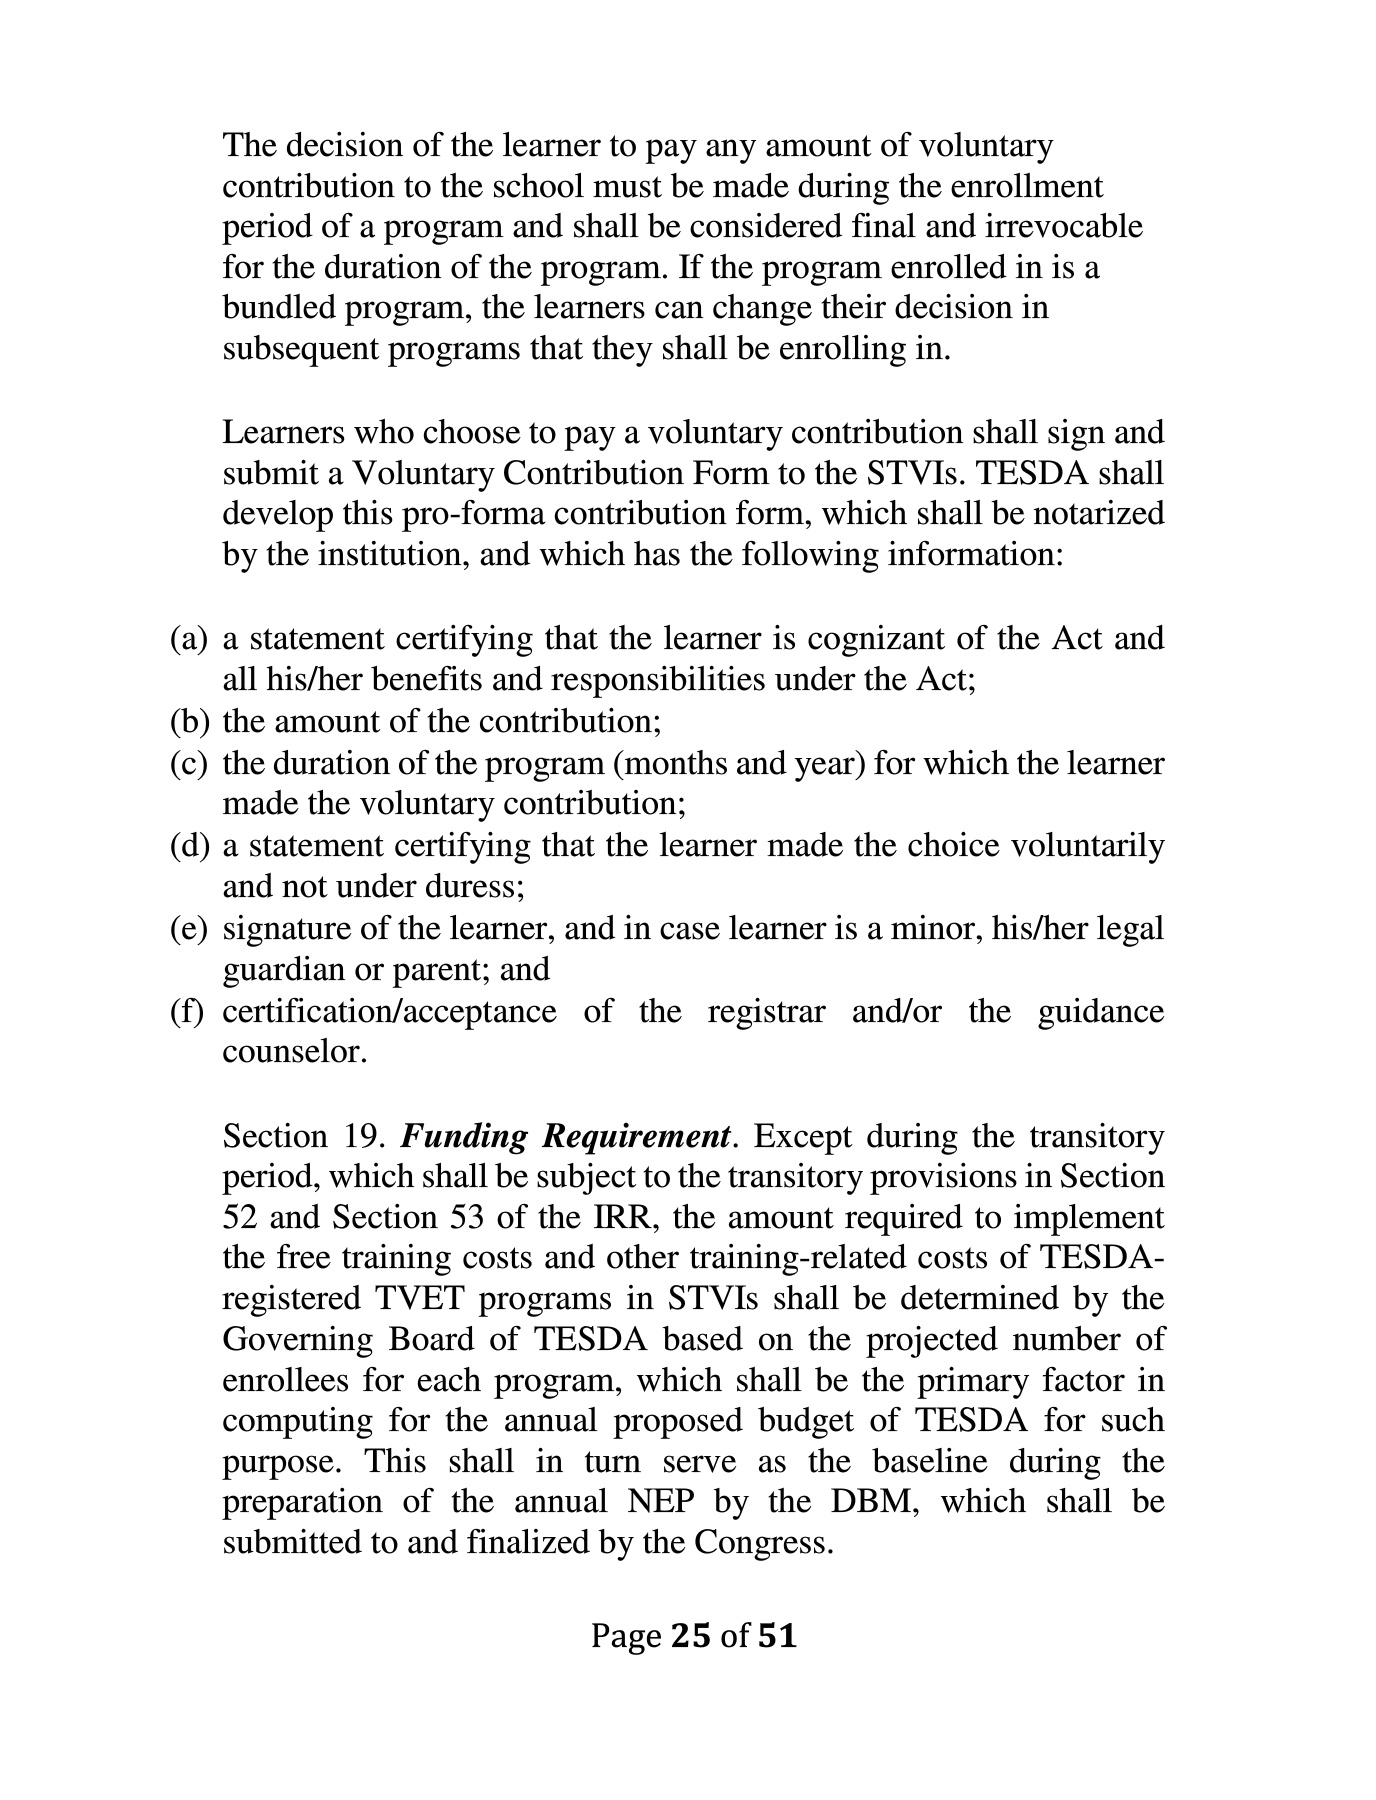 The decision of the learner to pay any amount of voluntary
contribution to the school must be made during the enrollment
period of a program and shall be considered final and irrevocable
for the duration of the program. If the program enrolled in is a
bundled program, the learners can change their decision in
subsequent programs that they shall be enrolling in.
Learners who choose to pay a voluntary contribution shall sign and
submit a Voluntary Contribution Form to the STVIs. TESDA shall
develop this pro-forma contribution form, which shall be notarized
by the institution, and which has the following information:
(a) a statement certifying that the learner is cognizant of the Act and
all his/her benefits and responsibilities under the Act;
(b) the amount of the contribution;
(c) the duration of the program (months and year) for which the learner
made the voluntary contribution;
(d) a statement certifying that the learner made the choice voluntarily
and not under duress;
(e) signature of the learner, and in case learner is a minor, his/her legal
guardian or parent; and
(f) certification/acceptance of the registrar and/or the guidance
counselor.
Section 19. Funding Requirement. Except during the transitory
period, which shall be subject to the transitory provisions in Section
52 and Section 53 of the IRR, the amount required to implement
the free training costs and other training-related costs of TESDA-
registered TVET programs in STVIs shall be determined by the
Governing Board of TESDA based on the projected number of
enrollees for each program, which shall be the primary factor in
computing for the annual proposed budget of TESDA for such
purpose. This shall in turn serve as the baseline during the
preparation of the annual NEP by the DBM, which shall be
submitted to and finalized by the Congress.
Page 25 of 51